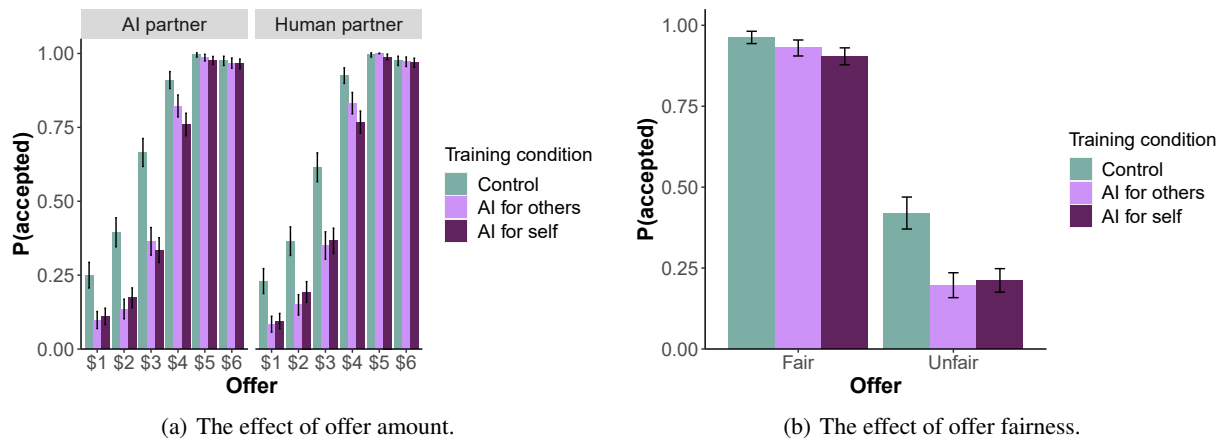 AI partner
Human partner
P(accepted)
1.00
0.75
0.50
0.25
0.00
$1 $2 $3 $4 $5 $6
$1 $2 $3 $4 $5 $6
Offer
Training condition
Control
AI for others
AI for self
(a) The effect of offer amount.
P(accepted)
1.00
0.75
0.50
0.25
0.00
Fair
Unfair
Offer
Training condition
Control
AI for others
AI for self
(b) The effect of offer fairness.